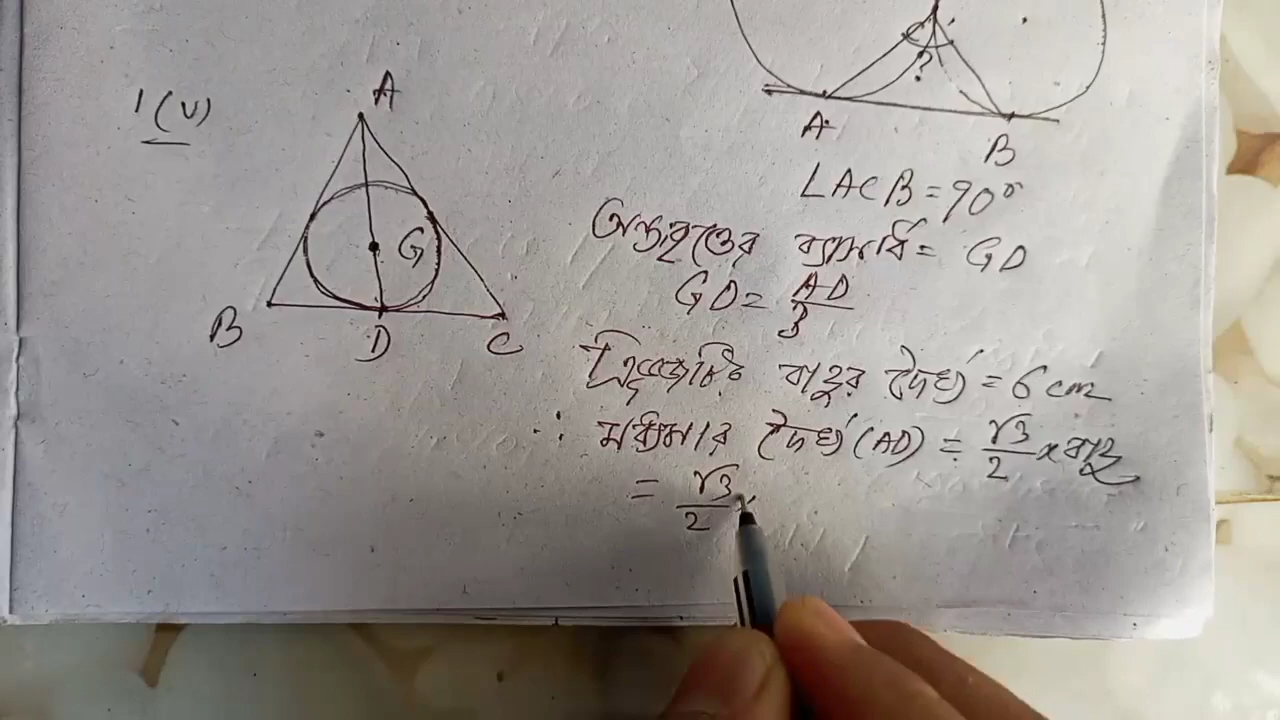 ?
A
B
∠ACB = 90°
1(v)
A
G
B
D
C
অন্তর্বৃত্তের ব্যাসার্ধ = GD
GD = AD/3
ত্রিভুজটির বাহুর দৈর্ঘ্য = 6 cm
∴ মধ্যমার দৈর্ঘ্য (AD) = √3/2 × বাহু
= √3/2